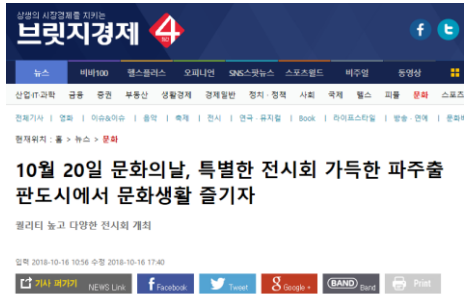 상생의 시장경제를 지키는
브릿지경제
뉴스 비바100 헬스플러스 오피니언 SNS스팟뉴스 스포츠월드 비주얼 동영상
산업·IT·과학 금융 증권 부동산 생활경제 경제일반 정치·정책 사회 국제 헬스 피플 문화 스포츠
전체기사 | 영화 | 이슈&이슈 | 음악 | 축제 | 전시 | 연극·뮤지컬 | Book | 라이프스타일 | 방송·연예 |
현재위치 : 홈 > 뉴스 > 문화
10월 20일 문화의날, 특별한 전시회 가득한 파주출
판도시에서 문화생활 즐기자
퀄리티 높고 다양한 전시회 개최
입력 2018-10-16 10:56 수정 2018-10-16 17:40
기사 퍼가기 NEWS Link f Facebook Tweet Google + BAND Band Print